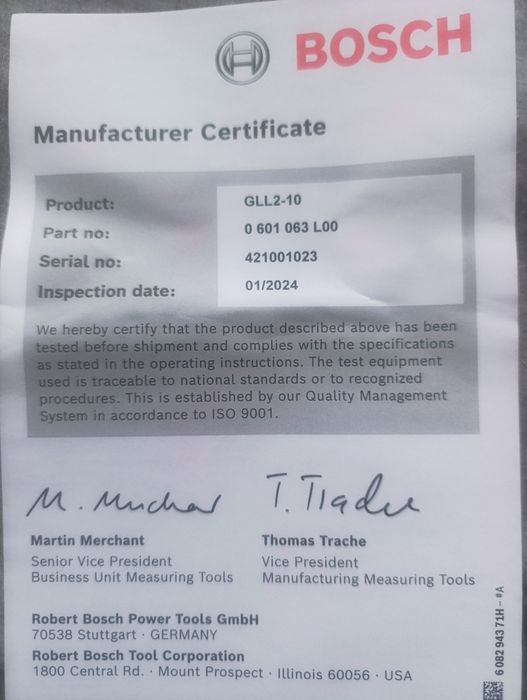 BOSCH
Manufacturer Certificate
Product: GLL2-10
Part no: 0 601 063 L00
Serial no: 421001023
Inspection date: 01/2024
We hereby certify that the product described above has been
tested before shipment and complies with the specifications
as stated in the operating instructions. The test equipment
used is traceable to national standards or to recognized
procedures. This is established by our Quality Management
System in accordance to ISO 9001.
M. Merchant T. Trache
Martin Merchant Thomas Trache
Senior Vice President Vice President
Business Unit Measuring Tools Manufacturing Measuring Tools
Robert Bosch Power Tools GmbH
70538 Stuttgart · GERMANY
Robert Bosch Tool Corporation
1800 Central Rd. · Mount Prospect · Illinois 60056 · USA
6 082 943 71H – #A